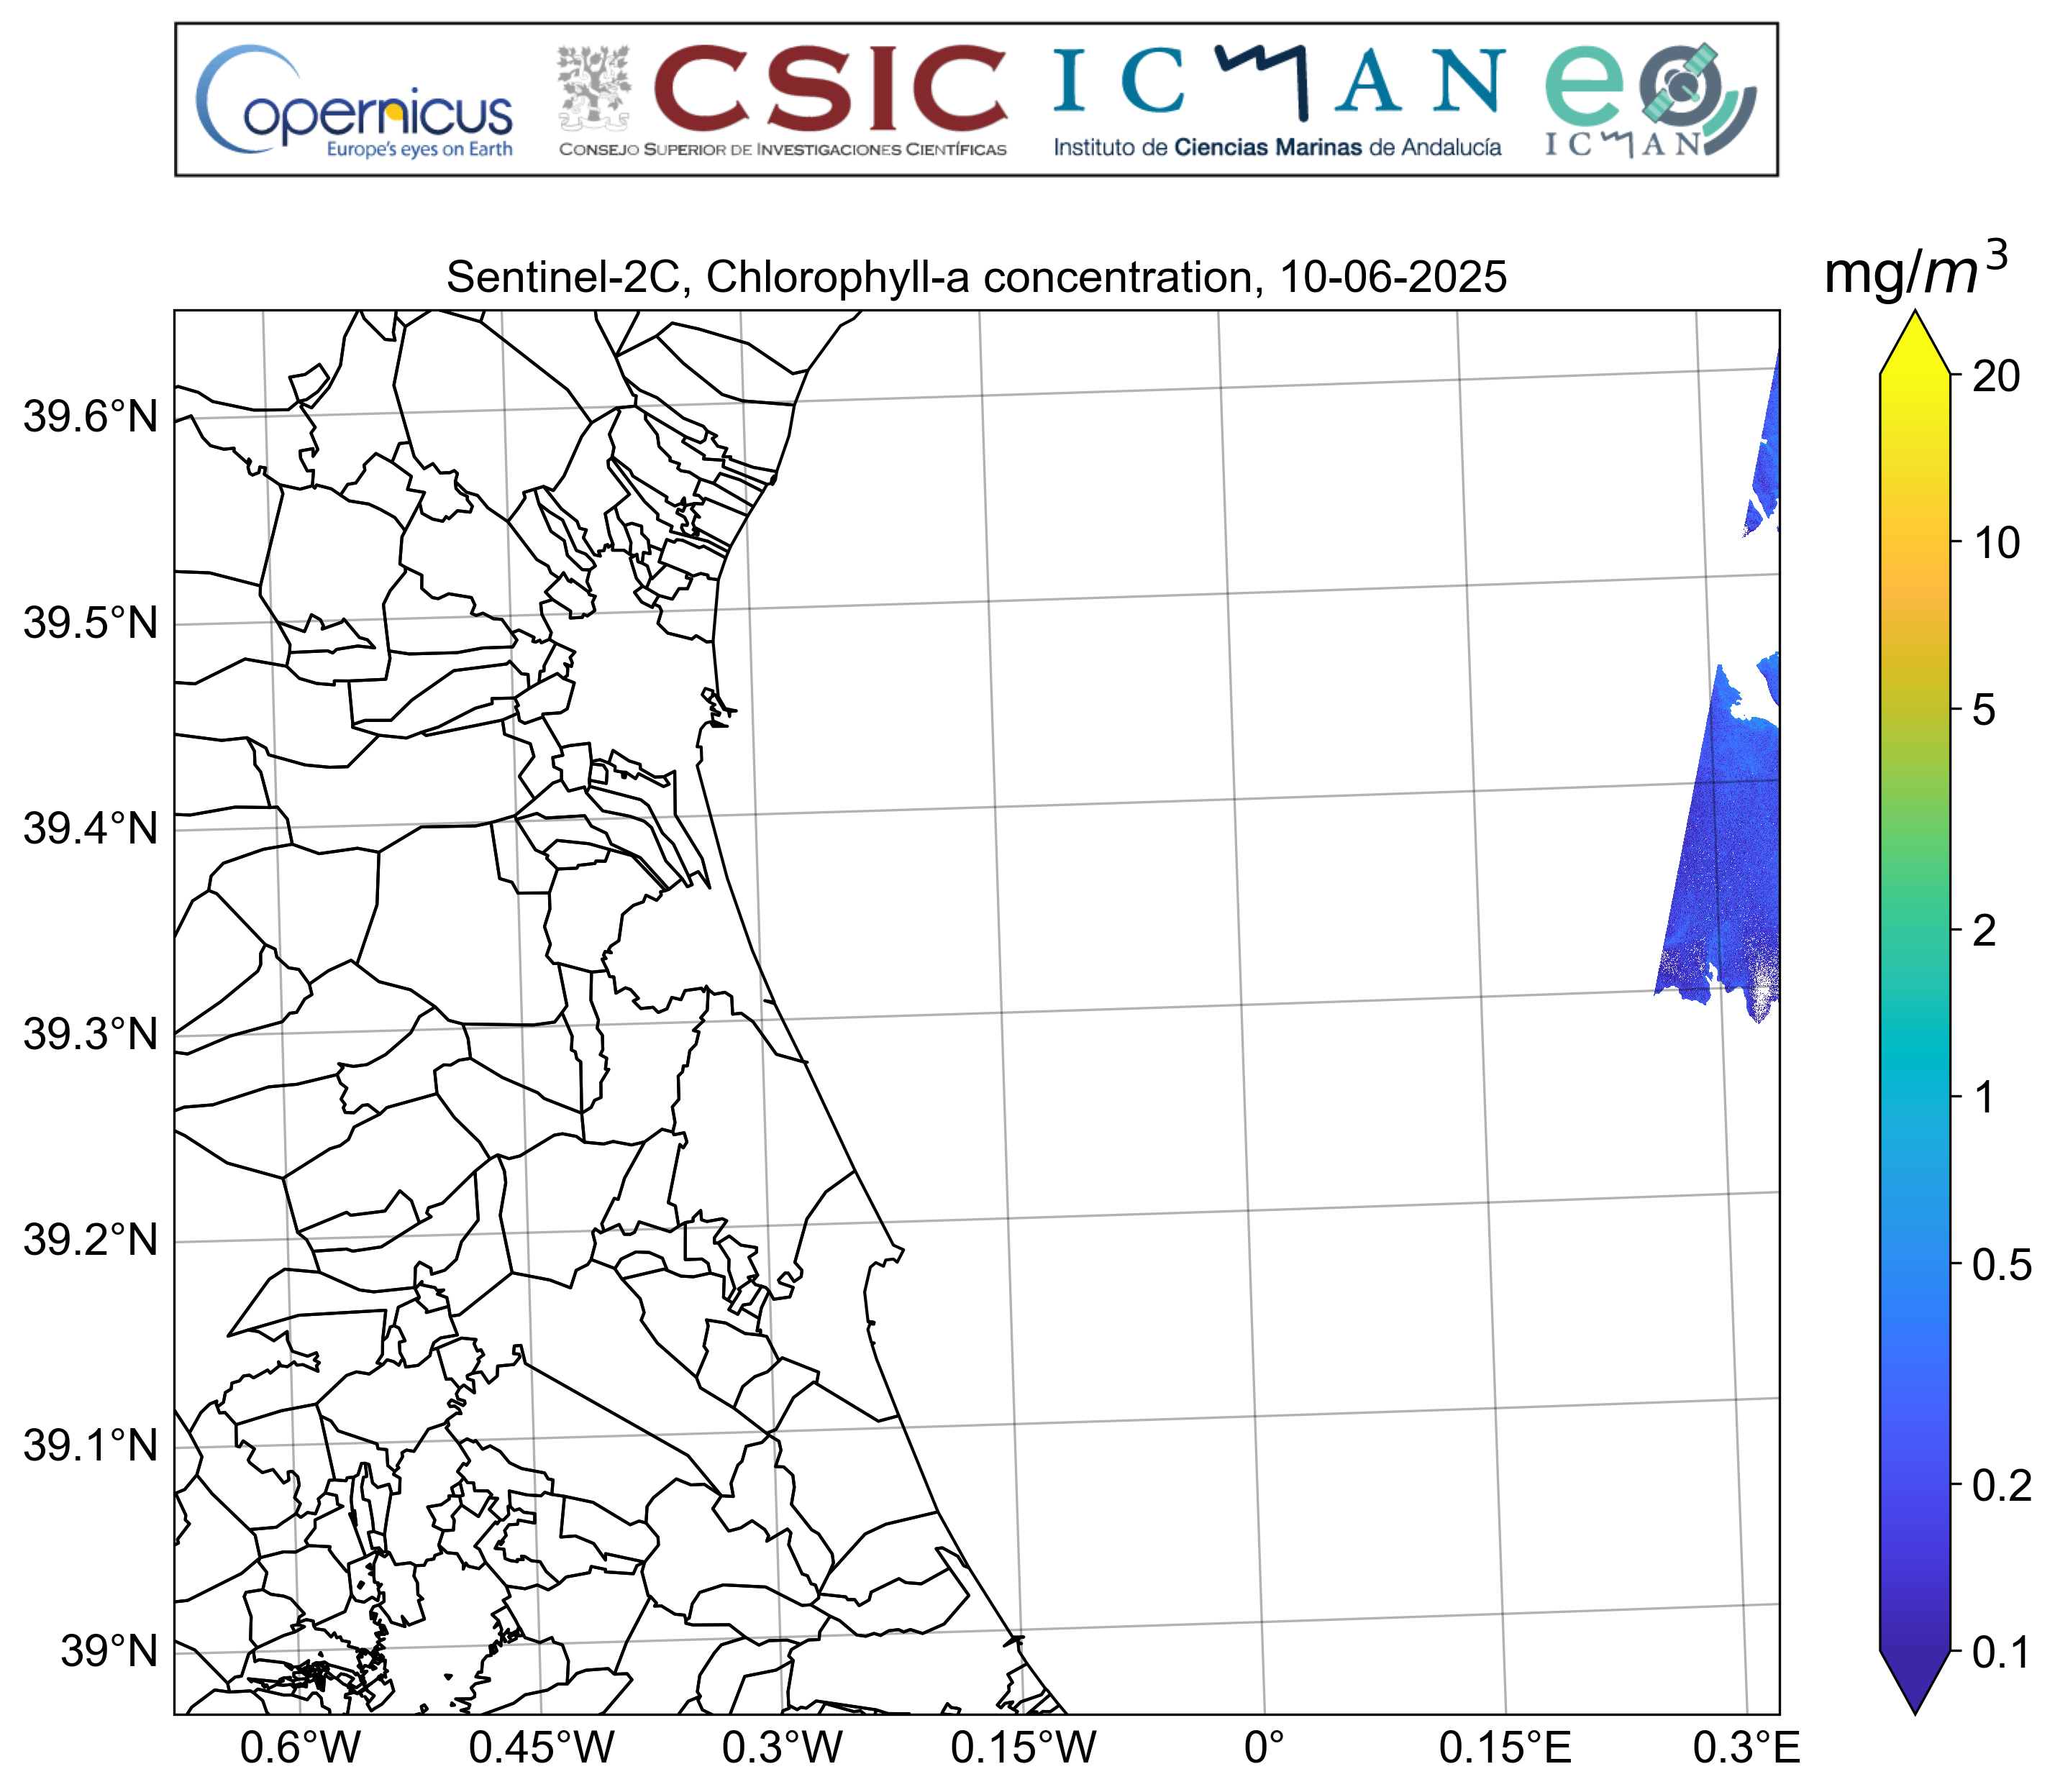 Copernicus
Europe's eyes on Earth
CSIC
CONSEJO SUPERIOR DE INVESTIGACIONES CIENTÍFICAS
ICMAN
Instituto de Ciencias Marinas de Andalucía
eo
ICMAN
Sentinel-2C, Chlorophyll-a concentration, 10-06-2025
mg/m³
39.6°N
39.5°N
39.4°N
39.3°N
39.2°N
39.1°N
39°N
0.6°W 0.45°W 0.3°W 0.15°W 0° 0.15°E 0.3°E
20
10
5
2
1
0.5
0.2
0.1